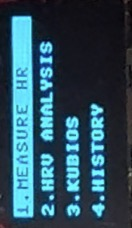 1.MEASURE HR
2.HRV ANALYSIS
3.KUBIOS
4.HISTORY